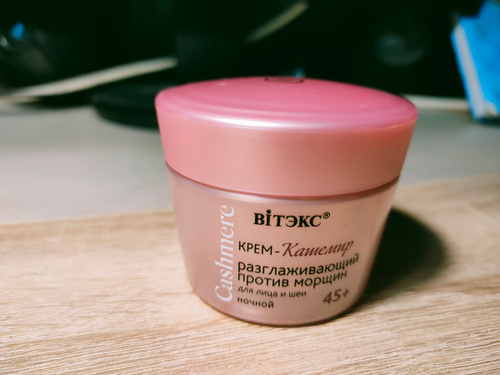 Cashmere
ВІТЭКС®
КРЕМ-Кашемир
разглаживающий
против морщин
для лица и шеи
ночной
45+